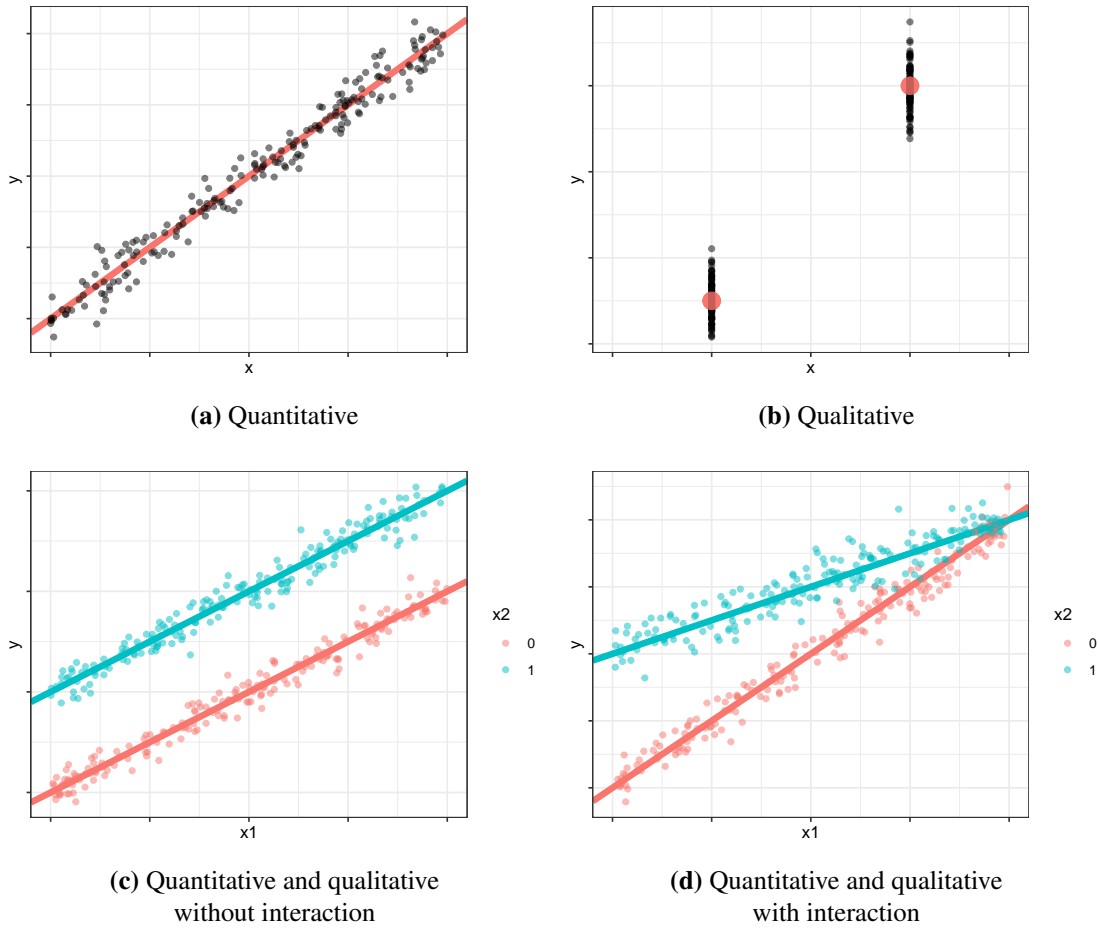 y
x
(a) Quantitative
y
x
(b) Qualitative
y
x1
x2
0
1
(c) Quantitative and qualitative
without interaction
y
x1
x2
0
1
(d) Quantitative and qualitative
with interaction